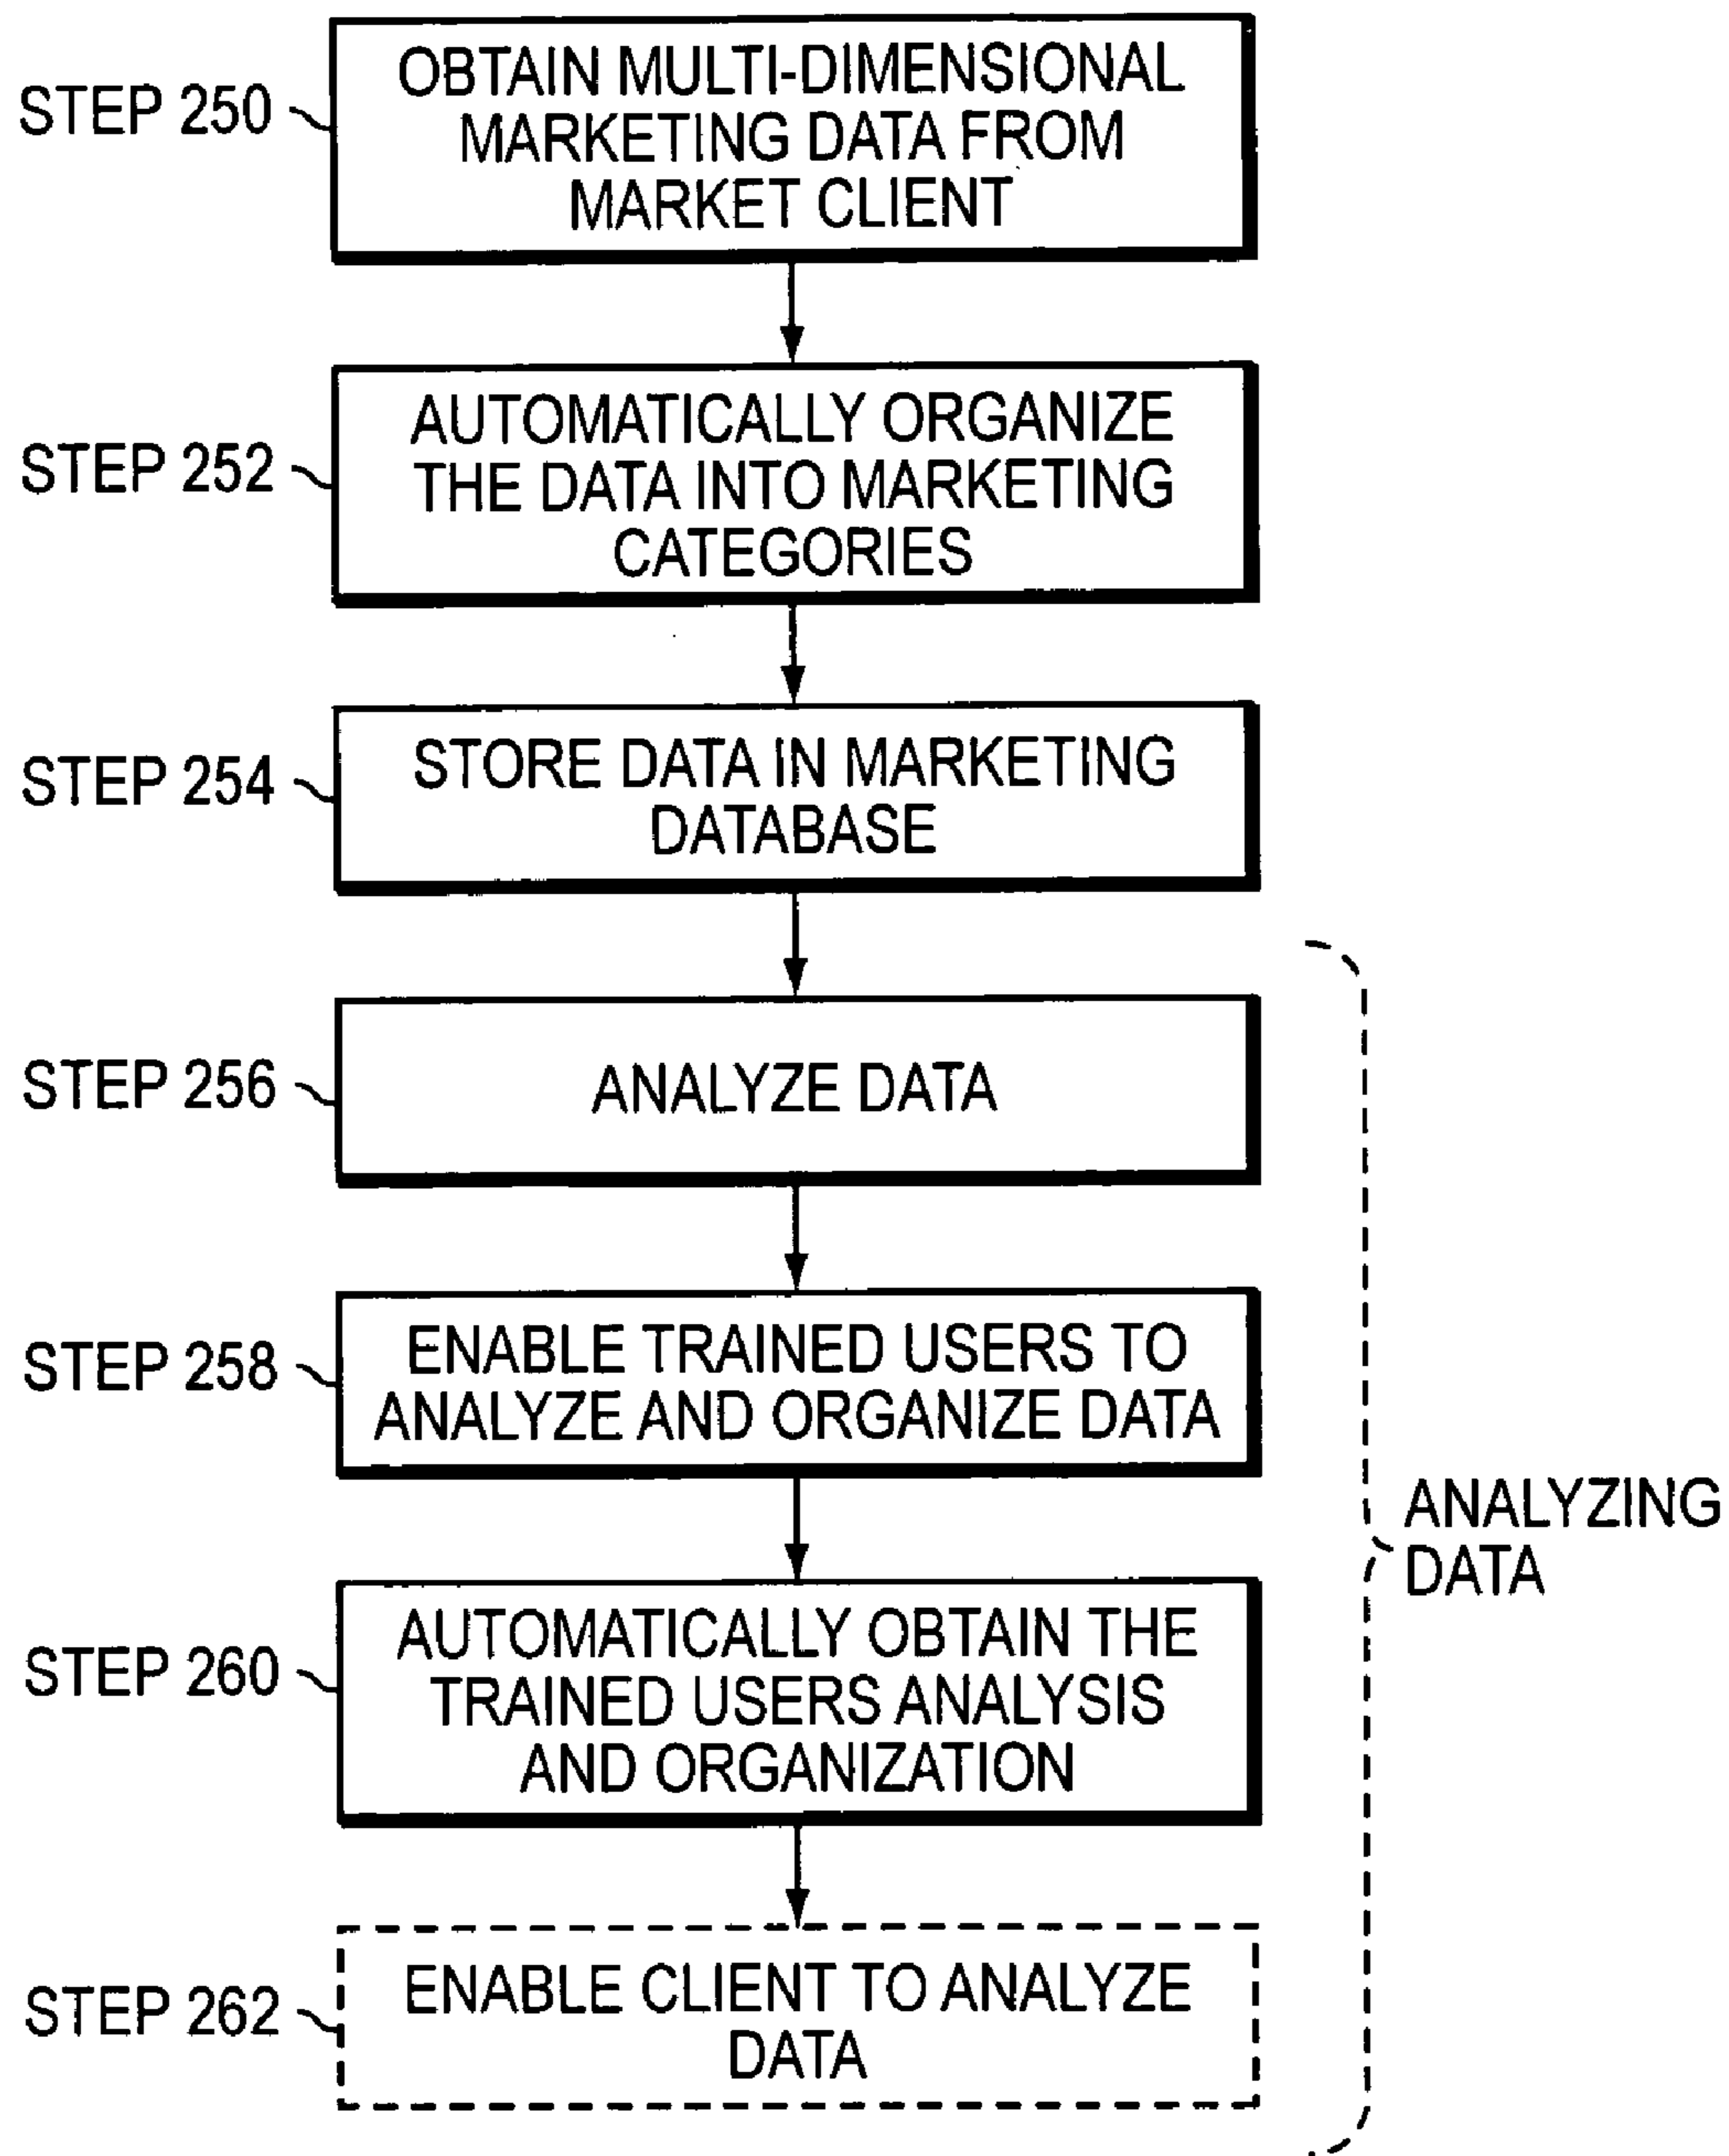 STEP 250
OBTAIN MULTI-DIMENSIONAL
MARKETING DATA FROM
MARKET CLIENT
STEP 252
AUTOMATICALLY ORGANIZE
THE DATA INTO MARKETING
CATEGORIES
STEP 254
STORE DATA IN MARKETING
DATABASE
STEP 256
ANALYZE DATA
STEP 258
ENABLE TRAINED USERS TO
ANALYZE AND ORGANIZE DATA
ANALYZING
DATA
STEP 260
AUTOMATICALLY OBTAIN THE
TRAINED USERS ANALYSIS
AND ORGANIZATION
STEP 262
ENABLE CLIENT TO ANALYZE
DATA